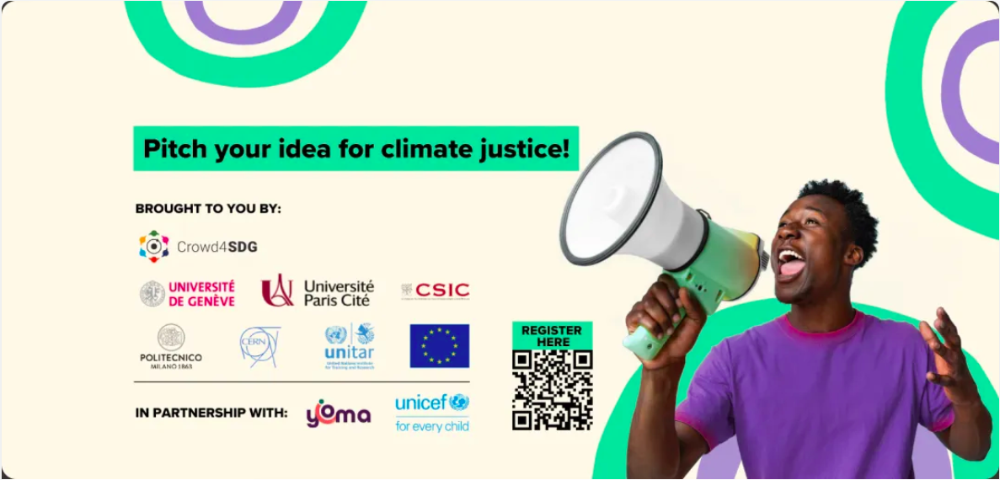 Pitch your idea for climate justice!
BROUGHT TO YOU BY:
Crowd4SDG
UNIVERSITÉ
DE GENÈVE
Université
Paris Cité
CSIC
POLITECNICO
MILANO 1863
CERN
unitar
United Nations Institute
for Training and Research
REGISTER
HERE
IN PARTNERSHIP WITH:
yoma
unicef
for every child